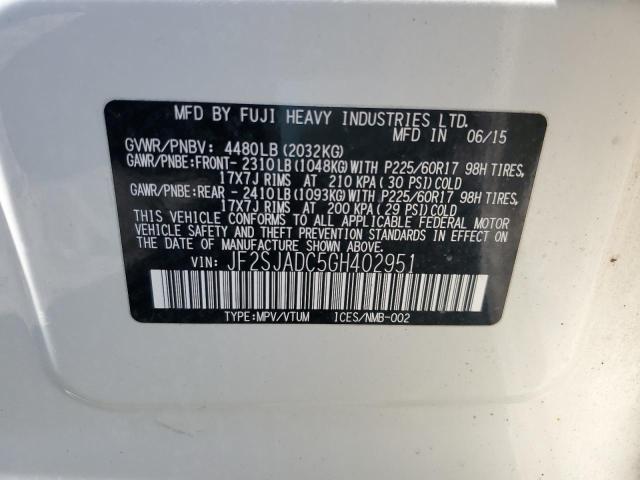 MFD BY FUJI HEAVY INDUSTRIES LTD.
MFD IN 06/15
GVWR/PNBV: 4480LB (2032KG)
GAWR/PNBE:FRONT- 2310LB (1048KG)WITH P225/60R17 98H TIRES,
17X7J RIMS AT 210 KPA (30 PSI)COLD
GAWR/PNBE:REAR - 2410LB (1093KG)WITH P225/60R17 98H TIRES,
17X7J RIMS AT 200 KPA (29 PSI)COLD
THIS VEHICLE CONFORMS TO ALL APPLICABLE FEDERAL MOTOR
VEHICLE SAFETY AND THEFT PREVENTION STANDARDS IN EFFECT ON
THE DATE OF MANUFACTURE SHOWN ABOVE.
VIN: JF2SJADC5GH402951
TYPE:MPV/VTUM ICES/NMB-002